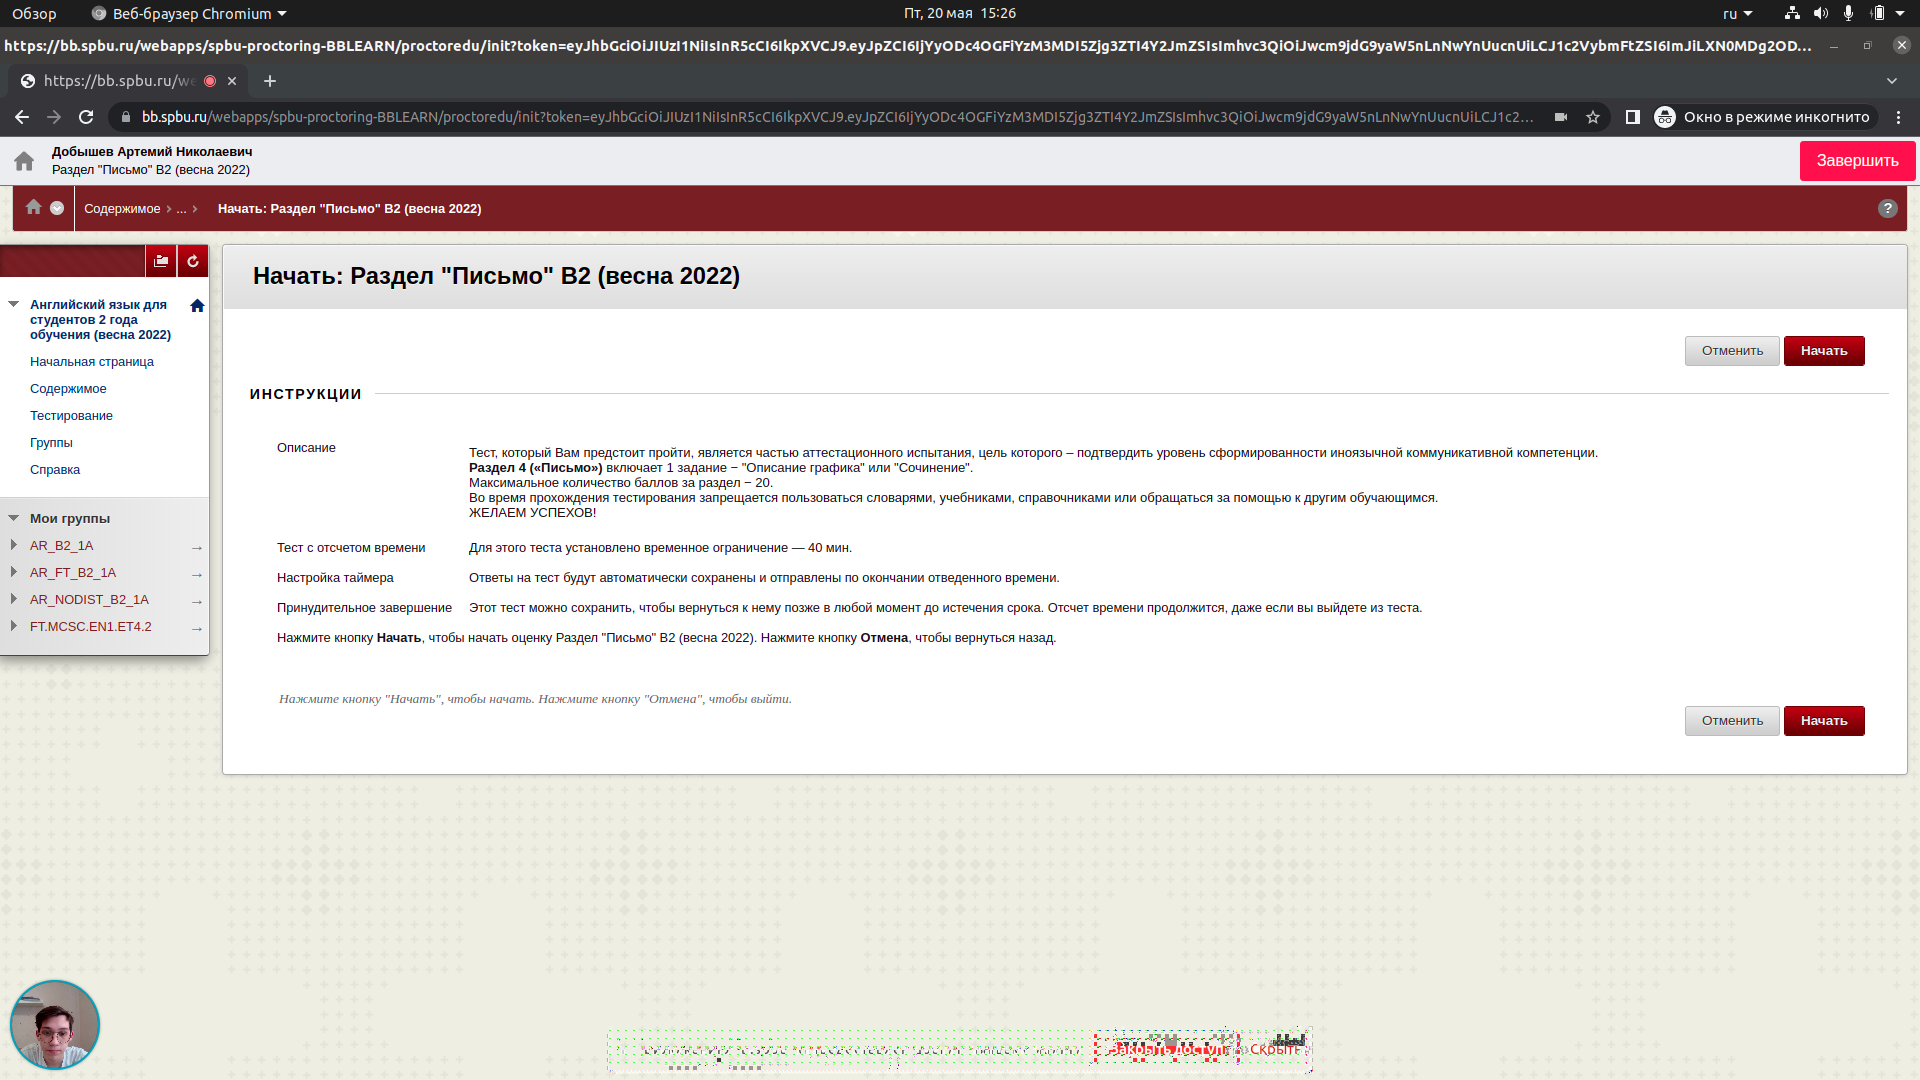 Обзор
Веб-браузер Chromium
Пт, 20 мая 15:26
ru
https://bb.spbu.ru/webapps/spbu-proctoring-BBLEARN/proctoredu/init?token=eyJhbGciOiJIUzI1NiIsInR5cCI6IkpXVCJ9.eyJpZCI6IjYyODc4OGFiYzM3MDI5Zjg3ZTI4Y2JmZSIsImhvc3QiOiJwcm9jdG9yaW5nLnNwYnUucnUiLCJ1c2VybmFtZSI6ImJiLXN0MDg2OD...
https://bb.spbu.ru/we
bb.spbu.ru/webapps/spbu-proctoring-BBLEARN/proctoredu/init?token=eyJhbGciOiJIUzI1NiIsInR5cCI6IkpXVCJ9.eyJpZCI6IjYyODc4OGFiYzM3MDI5Zjg3ZTI4Y2JmZSIsImhvc3QiOiJwcm9jdG9yaW5nLnNwYnUucnUiLCJ1c2...
Окно в режиме инкогнито
Добышев Артемий Николаевич
Раздел "Письмо" B2 (весна 2022)
Завершить
Содержимое > ... >
Начать: Раздел "Письмо" B2 (весна 2022)
?
Начать: Раздел "Письмо" B2 (весна 2022)
Английский язык для
студентов 2 года
обучения (весна 2022)
Начальная страница
Содержимое
Тестирование
Группы
Справка
Мои группы
AR_B2_1A
AR_FT_B2_1A
AR_NODIST_B2_1A
FT.MCSC.EN1.ET4.2
Отменить
Начать
ИНСТРУКЦИИ
Описание
Тест, который Вам предстоит пройти, является частью аттестационного испытания, цель которого – подтвердить уровень сформированности иноязычной коммуникативной компетенции.
Раздел 4 («Письмо») включает 1 задание − "Описание графика" или "Сочинение".
Максимальное количество баллов за раздел − 20.
Во время прохождения тестирования запрещается пользоваться словарями, учебниками, справочниками или обращаться за помощью к другим обучающимся.
ЖЕЛАЕМ УСПЕХОВ!
Тест с отсчетом времени
Для этого теста установлено временное ограничение — 40 мин.
Настройка таймера
Ответы на тест будут автоматически сохранены и отправлены по окончании отведенного времени.
Принудительное завершение
Этот тест можно сохранить, чтобы вернуться к нему позже в любой момент до истечения срока. Отсчет времени продолжится, даже если вы выйдете из теста.
Нажмите кнопку Начать, чтобы начать оценку Раздел "Письмо" B2 (весна 2022). Нажмите кнопку Отмена, чтобы вернуться назад.
Нажмите кнопку "Начать", чтобы начать. Нажмите кнопку "Отмена", чтобы выйти.
Отменить
Начать
Закрыть доступ
Скрыть